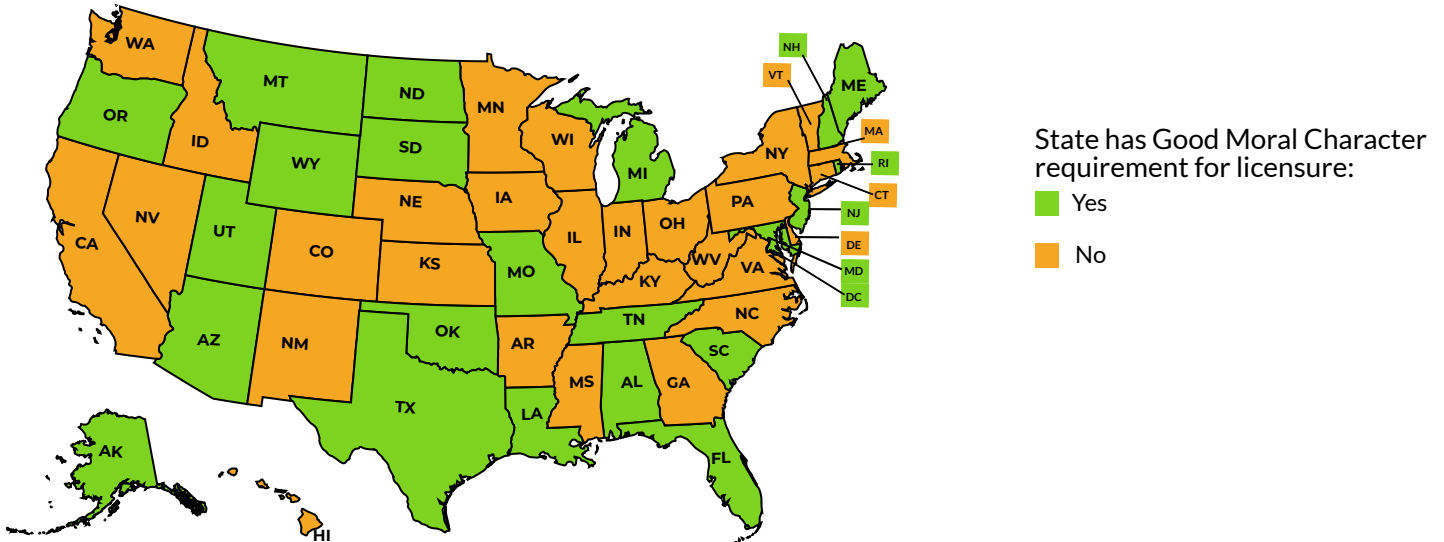 WA
MT
ND
MN
OR
ID
WY
SD
WI
MI
NH
VT
ME
NY
MA
RI
CT
NV
UT
NE
IA
PA
NJ
CA
CO
KS
MO
IL
IN
OH
WV
VA
DE
MD
DC
KY
AZ
NM
OK
AR
TN
NC
SC
TX
LA
MS
AL
GA
FL
AK
HI
State has Good Moral Character
requirement for licensure:
Yes
No